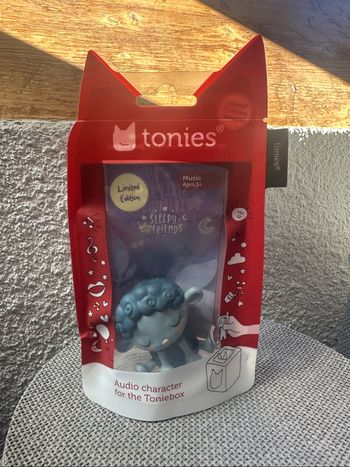 tonies®
tonies®
Limited
Edition
Music
Ages 3+
SLEEPY
FRIENDS
Audio character
for the Toniebox